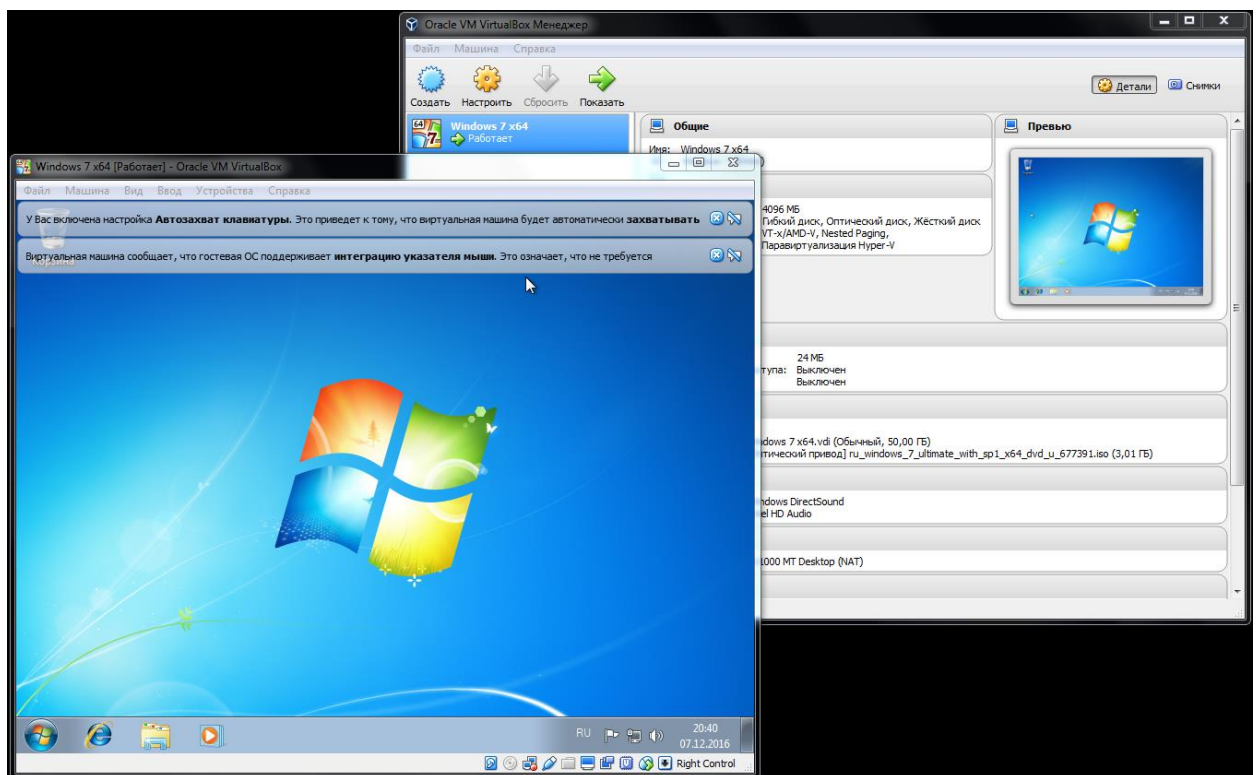 Oracle VM VirtualBox Менеджер
Файл Машина Справка
Создать Настроить Сбросить Показать
Детали Снимки
64
7
Windows 7 x64
Работает
Общие
Имя: Windows 7 x64
Превью
4096 МБ
Гибкий диск, Оптический диск, Жёсткий диск
VT-x/AMD-V, Nested Paging,
Паравиртуализация Hyper-V
24 МБ
тупа: Выключен
Выключен
dows 7 x64.vdi (Обычный, 50,00 ГБ)
тический привод] ru_windows_7_ultimate_with_sp1_x64_dvd_u_677391.iso (3,01 ГБ)
ndows DirectSound
el HD Audio
1000 MT Desktop (NAT)
Windows 7 x64 [Работает] - Oracle VM VirtualBox
Файл Машина Вид Ввод Устройства Справка
У Вас включена настройка Автозахват клавиатуры. Это приведет к тому, что виртуальная машина будет автоматически захватывать
Виртуальная машина сообщает, что гостевая ОС поддерживает интеграцию указателя мыши. Это означает, что не требуется
Корзина
RU
20:40
07.12.2016
Right Control